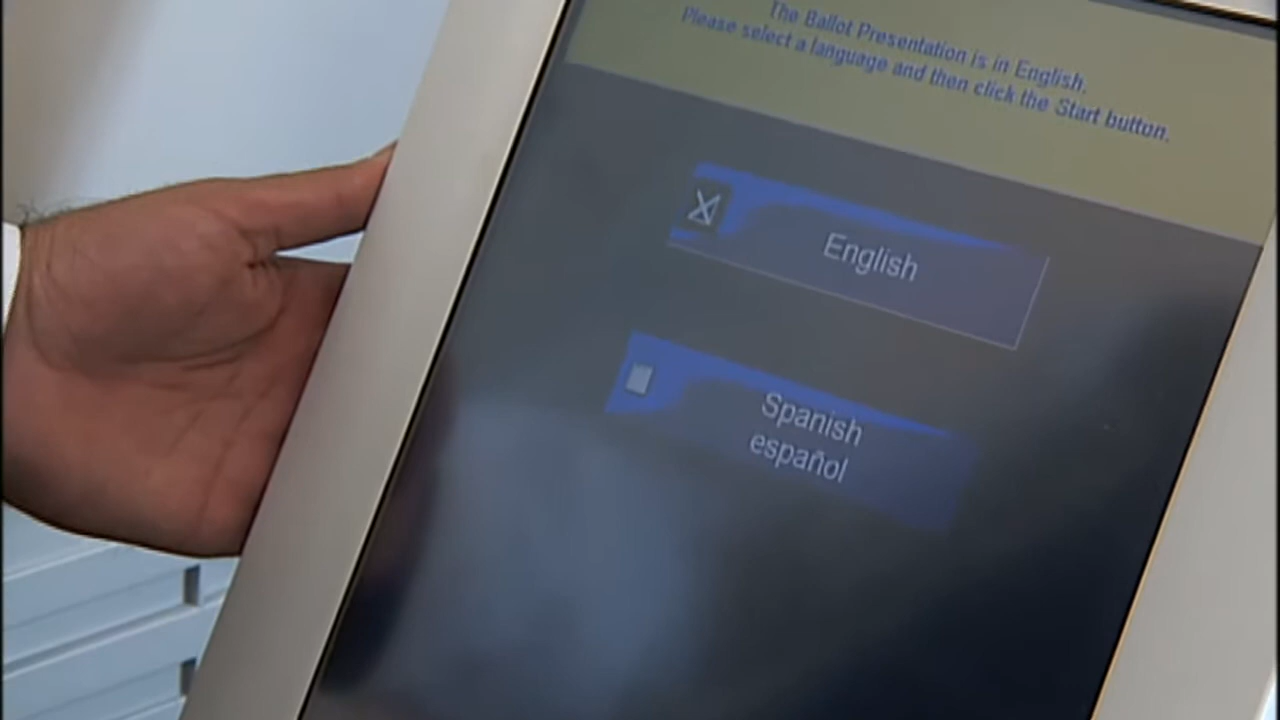 The Ballot Presentation is in English.
Please select a language and then click the Start button.
English
Spanish
español